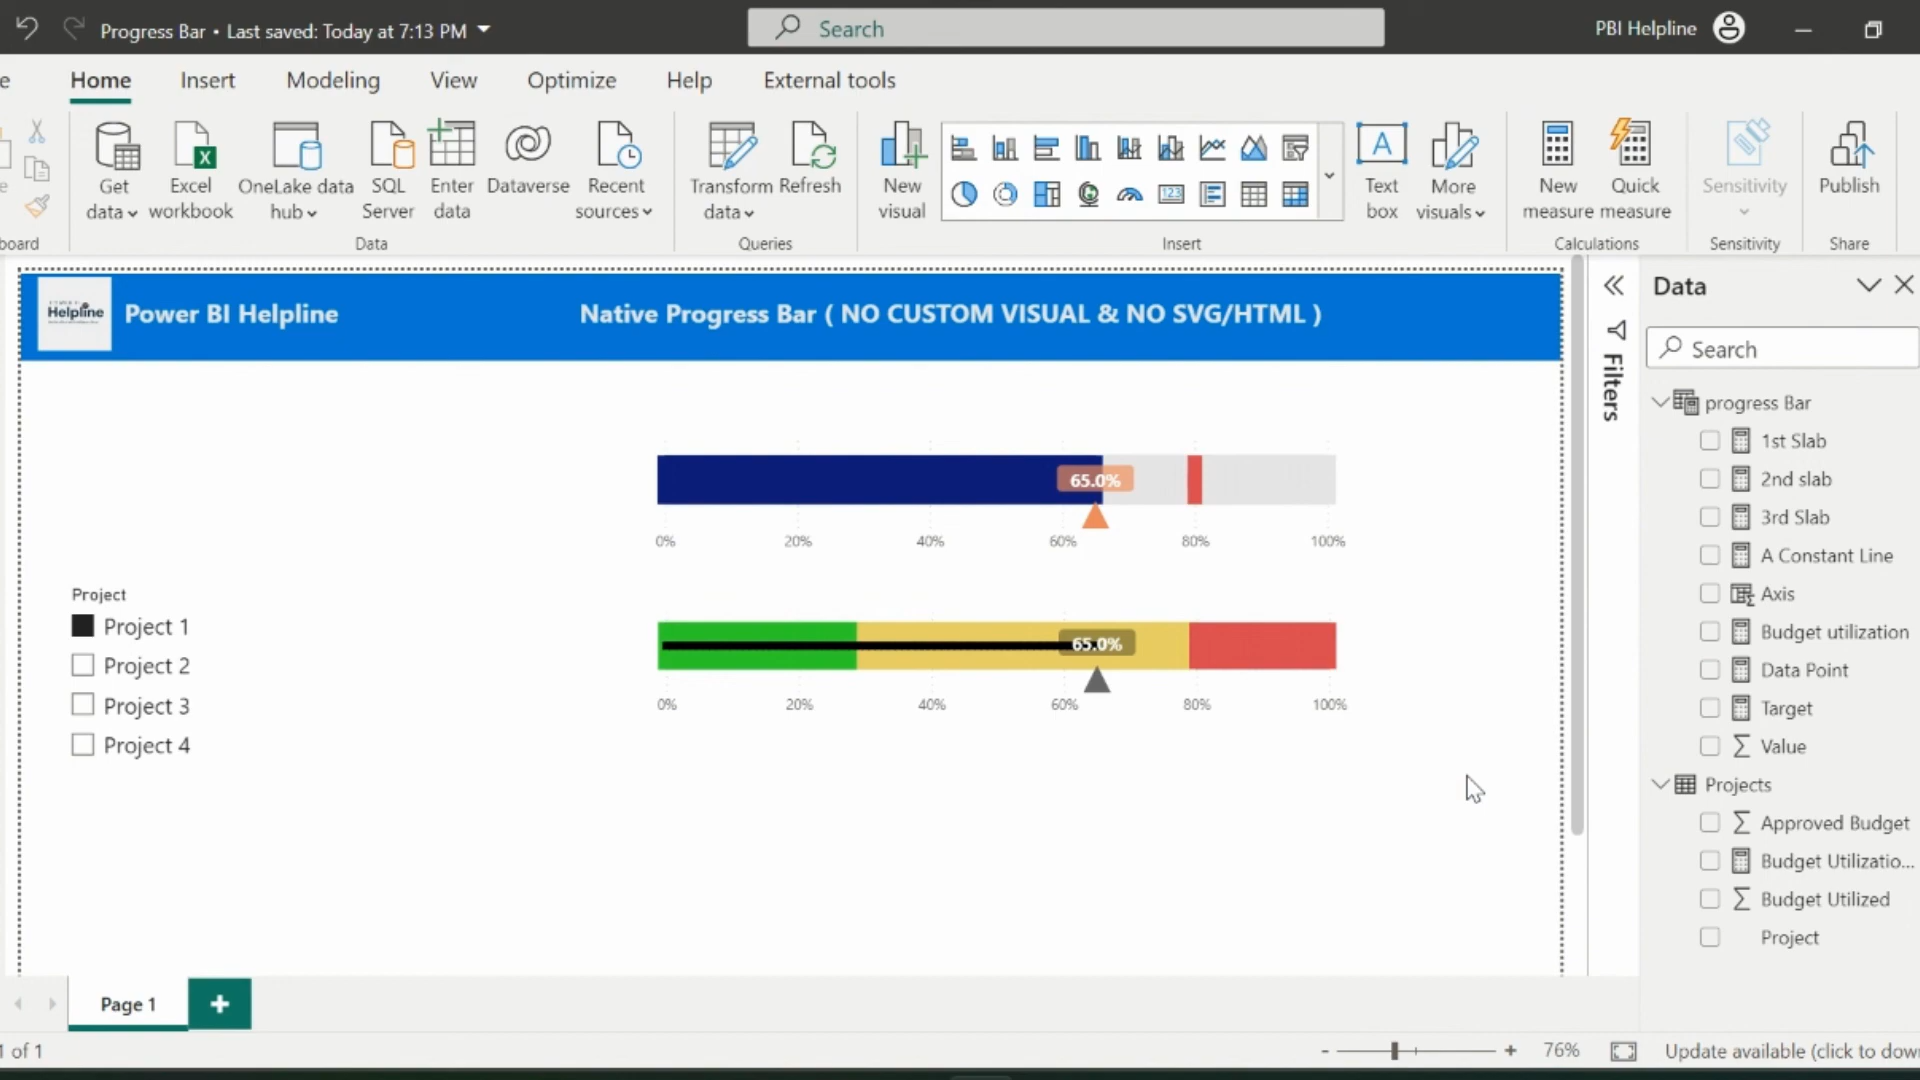 Progress Bar • Last saved: Today at 7:13 PM
Search
PBI Helpline
e
Home
Insert
Modeling
View
Optimize
Help
External tools
Get data
Excel workbook
OneLake data hub
SQL Server
Enter data
Dataverse
Recent sources
Transform data
Refresh
New visual
123
A
Text box
More visuals
New measure
Quick measure
Sensitivity
Publish
board
Data
Queries
Insert
Calculations
Sensitivity
Share
Helpline
Power BI Helpline
Native Progress Bar ( NO CUSTOM VISUAL & NO SVG/HTML )
65.0%
0%
20%
40%
60%
80%
100%
Project
Project 1
Project 2
Project 3
Project 4
65.0%
0%
20%
40%
60%
80%
100%
Filters
Data
Search
progress Bar
1st Slab
2nd slab
3rd Slab
A Constant Line
Axis
Budget utilization
Data Point
Target
Value
Projects
Approved Budget
Budget Utilizatio...
Budget Utilized
Project
Page 1
1 of 1
- + 76%
Update available (click to dow